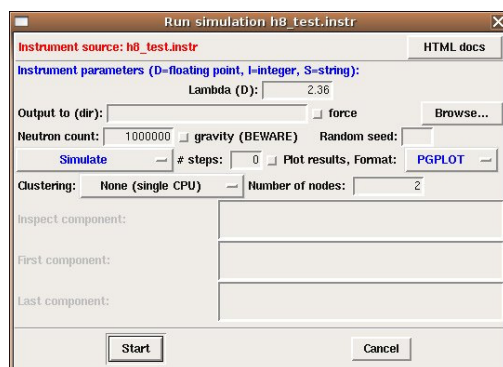 Run simulation h8_test.instr
Instrument source: h8_test.instr HTML docs
Instrument parameters (D=floating point, I=integer, S=string):
Lambda (D): 2.36
Output to (dir): force Browse...
Neutron count: 1000000 gravity (BEWARE) Random seed:
Simulate # steps: 0 Plot results, Format: PGPLOT
Clustering: None (single CPU) Number of nodes: 2
Inspect component:
First component:
Last component:
Start Cancel